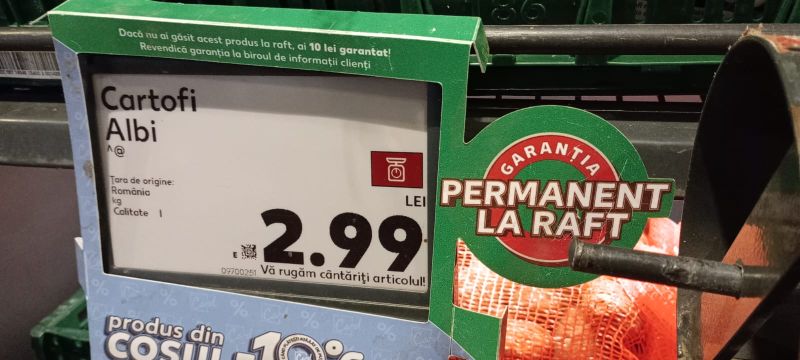 Dacă nu ai găsit acest produs la raft, ai 10 lei garantat!
Revendică garanția la biroul de informații clienți
Cartofi
Albi
^@
Țara de origine:
România
kg
Calitate I
LEI
2.99
E
09700251
Vă rugăm cântăriți articolul!
GARANȚIA
PERMANENT
LA RAFT
produs din
COȘUL